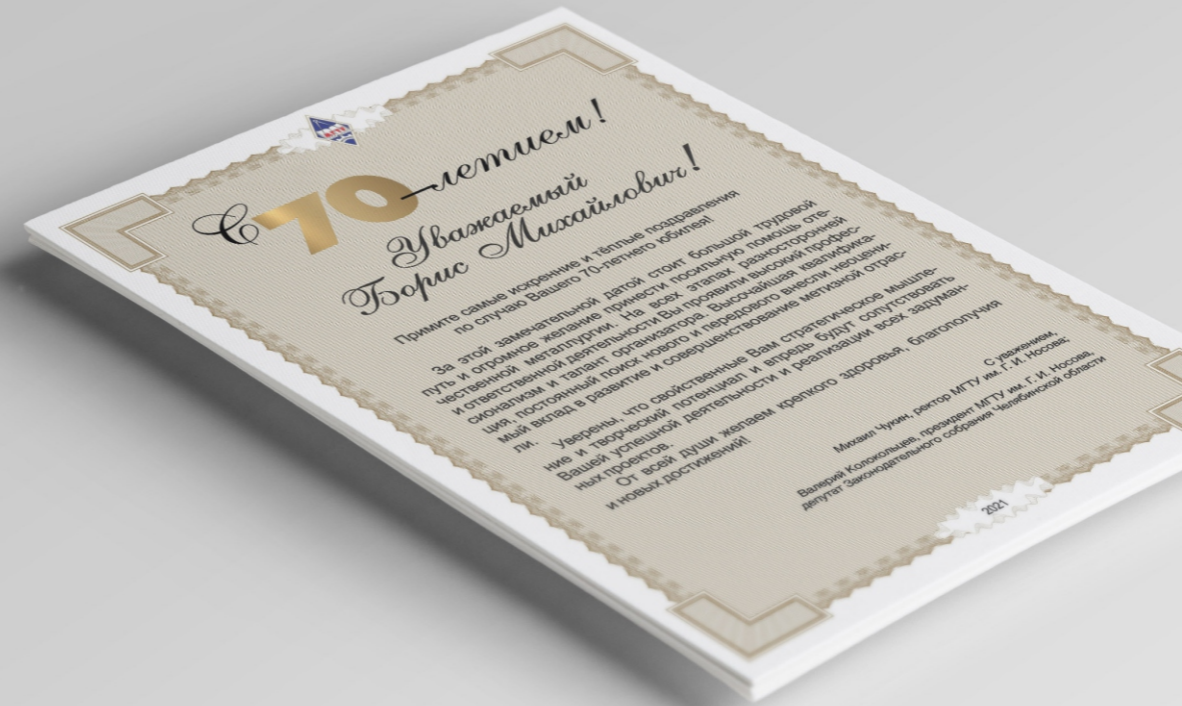 МГТУ
С 70-летием!
Уважаемый
Борис Михайлович!
Примите самые искренние и тёплые поздравления
по случаю Вашего 70-летнего юбилея!
За этой замечательной датой стоит большой трудовой
путь и огромное желание принести посильную помощь оте-
чественной металлургии. На всех этапах разносторонней
и ответственной деятельности Вы проявили высокий профес-
сионализм и талант организатора. Высочайшая квалифика-
ция, постоянный поиск нового и передового внесли неоцени-
мый вклад в развитие и совершенствование метизной отрас-
ли.
Уверены, что свойственные Вам стратегическое мышле-
ние и творческий потенциал и впредь будут сопутствовать
Вашей успешной деятельности и реализации всех задуман-
ных проектов.
От всей души желаем крепкого здоровья, благополучия
и новых достижений!
С уважением,
Михаил Чукин, ректор МГТУ им. Г. И. Носова;
Валерий Колокольцев, президент МГТУ им. Г. И. Носова,
депутат Законодательного собрания Челябинской области
2021